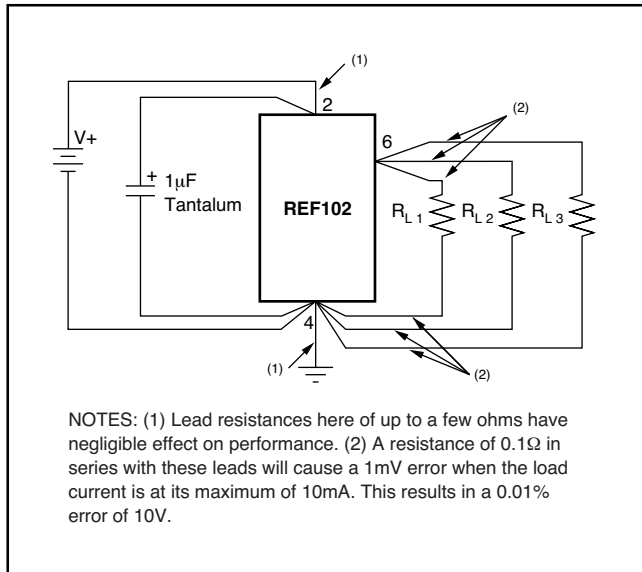 (1)
2
V+
+
1μF
Tantalum
REF102
6
(2)
R_L 1
R_L 2
R_L 3
4
(1)
(2)
NOTES: (1) Lead resistances here of up to a few ohms have
negligible effect on performance. (2) A resistance of 0.1Ω in
series with these leads will cause a 1mV error when the load
current is at its maximum of 10mA. This results in a 0.01%
error of 10V.